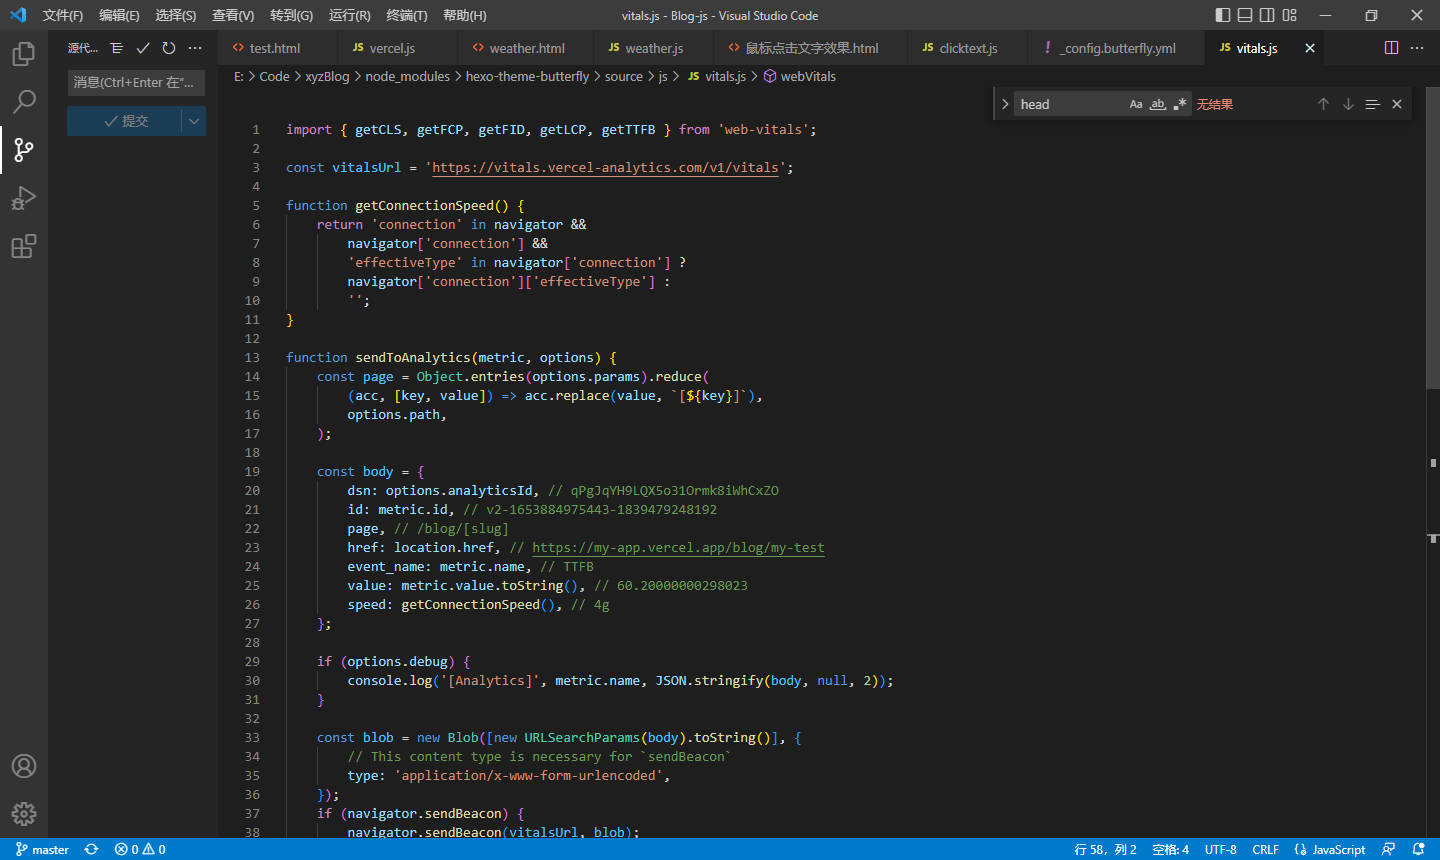 文件(F) 编辑(E) 选择(S) 查看(V) 转到(G) 运行(R) 终端(T) 帮助(H) vitals.js - Blog-js - Visual Studio Code
源代... test.html vercel.js weather.html weather.js 鼠标点击文字效果.html clicktext.js _config.butterfly.yml vitals.js
消息(Ctrl+Enter 在"...
提交
E: > Code > xyzBlog > node_modules > hexo-theme-butterfly > source > js > JS vitals.js > webVitals
head Aa ab 无结果
1 import { getCLS, getFCP, getFID, getLCP, getTTFB } from 'web-vitals';
2
3 const vitalsUrl = 'https://vitals.vercel-analytics.com/v1/vitals';
4
5 function getConnectionSpeed() {
6 return 'connection' in navigator &&
7 navigator['connection'] &&
8 'effectiveType' in navigator['connection'] ?
9 navigator['connection']['effectiveType'] :
10 '';
11 }
12
13 function sendToAnalytics(metric, options) {
14 const page = Object.entries(options.params).reduce(
15 (acc, [key, value]) => acc.replace(value, `[${key}]`),
16 options.path,
17 );
18
19 const body = {
20 dsn: options.analyticsId, // qPgJqYH9LQX5o31Ormk8iWhCxZO
21 id: metric.id, // v2-1653884975443-1839479248192
22 page, // /blog/[slug]
23 href: location.href, // https://my-app.vercel.app/blog/my-test
24 event_name: metric.name, // TTFB
25 value: metric.value.toString(), // 60.20000000298023
26 speed: getConnectionSpeed(), // 4g
27 };
28
29 if (options.debug) {
30 console.log('[Analytics]', metric.name, JSON.stringify(body, null, 2));
31 }
32
33 const blob = new Blob([new URLSearchParams(body).toString()], {
34 // This content type is necessary for `sendBeacon`
35 type: 'application/x-www-form-urlencoded',
36 });
37 if (navigator.sendBeacon) {
38 navigator.sendBeacon(vitalsUrl, blob);
master 0 0 行 58，列 2 空格: 4 UTF-8 CRLF JavaScript